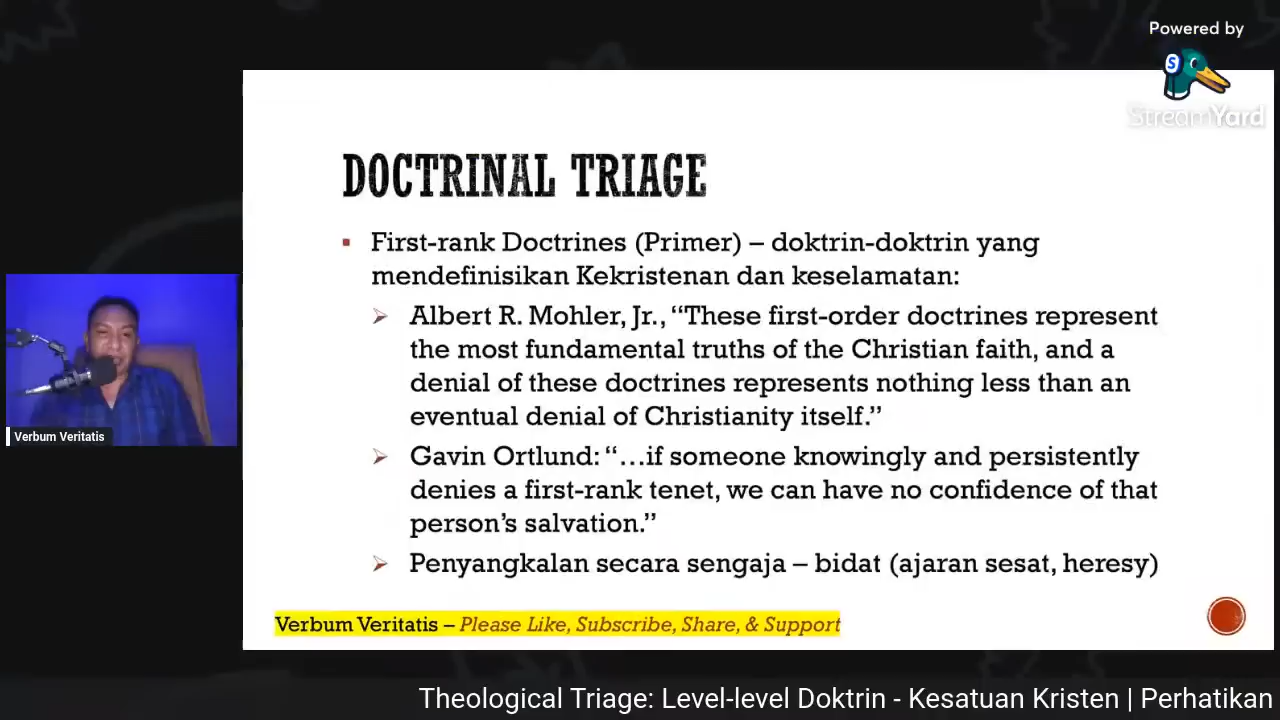 Powered by
StreamYard
DOCTRINAL TRIAGE
▪ First-rank Doctrines (Primer) – doktrin-doktrin yang
mendefinisikan Kekristenan dan keselamatan:
➢ Albert R. Mohler, Jr., “These first-order doctrines represent
the most fundamental truths of the Christian faith, and a
denial of these doctrines represents nothing less than an
eventual denial of Christianity itself.”
➢ Gavin Ortlund: “…if someone knowingly and persistently
denies a first-rank tenet, we can have no confidence of that
person’s salvation.”
➢ Penyangkalan secara sengaja – bidat (ajaran sesat, heresy)
Verbum Veritatis
Verbum Veritatis – Please Like, Subscribe, Share, & Support
Theological Triage: Level-level Doktrin - Kesatuan Kristen | Perhatikan